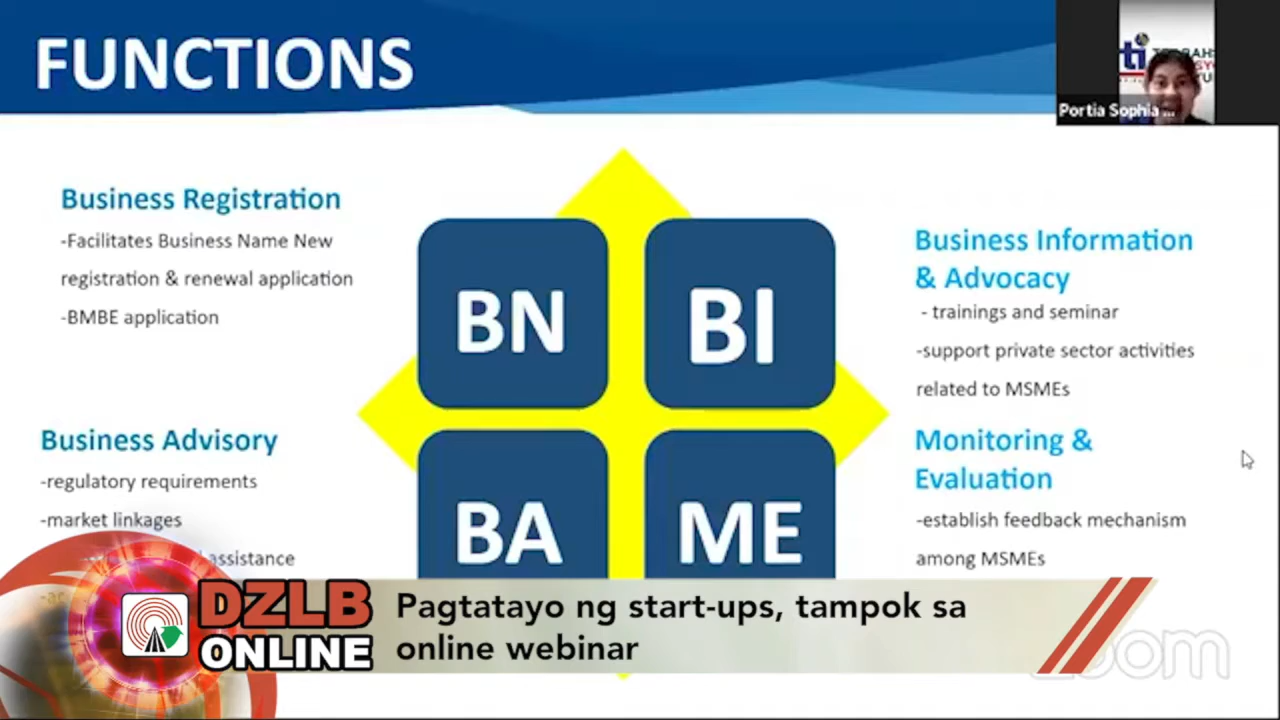 FUNCTIONS
Portia Sophia ...
Business Registration
-Facilitates Business Name New
registration & renewal application
-BMBE application
BN
BI
Business Information
& Advocacy
- trainings and seminar
-support private sector activities
related to MSMEs
Business Advisory
-regulatory requirements
-market linkages
assistance
BA
ME
Monitoring &
Evaluation
-establish feedback mechanism
among MSMEs
DZLB
ONLINE
Pagtatayo ng start-ups, tampok sa
online webinar
zoom